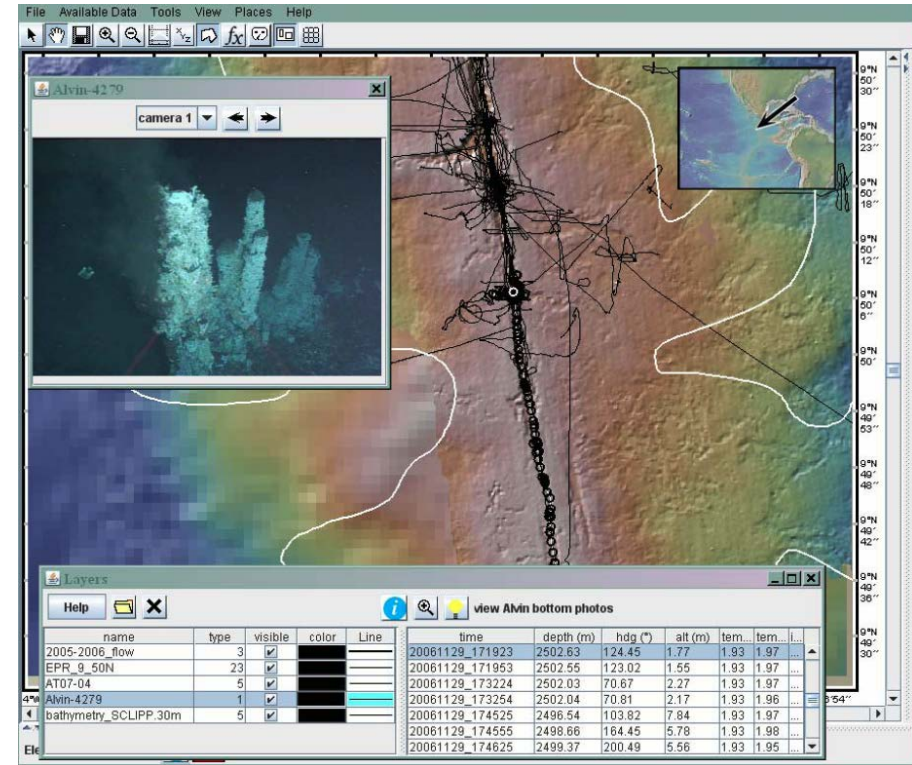 File Available Data Tools View Places Help
X Y Z fx
Alvin-4279
camera 1
9°N 50' 30''
9°N 50' 23''
9°N 50' 18''
9°N 50' 12''
9°N 50' 6''
9°N 50'
9°N 49' 53''
9°N 49' 48''
9°N 49' 42''
9°N 49' 36''
9°N 49' 30''
Layers
Help view Alvin bottom photos
name type visible color Line time depth (m) hdg (°) alt (m) tem... tem... i...
2005-2006_flow 3 20061129_171923 2502.63 124.45 1.77 1.93 1.97 ...
EPR_9_50N 23 20061129_171953 2502.55 123.02 1.55 1.93 1.97 ...
AT07-04 5 20061129_173224 2502.03 70.67 2.27 1.93 1.97 ...
Alvin-4279 1 20061129_173254 2502.04 70.81 2.17 1.93 1.96 ...
bathymetry_SCLIPP.30m 5 20061129_174525 2496.54 103.82 7.84 1.93 1.97 ...
20061129_174555 2498.66 164.45 5.78 1.93 1.98 ...
20061129_174625 2499.37 200.49 5.56 1.93 1.95 ...